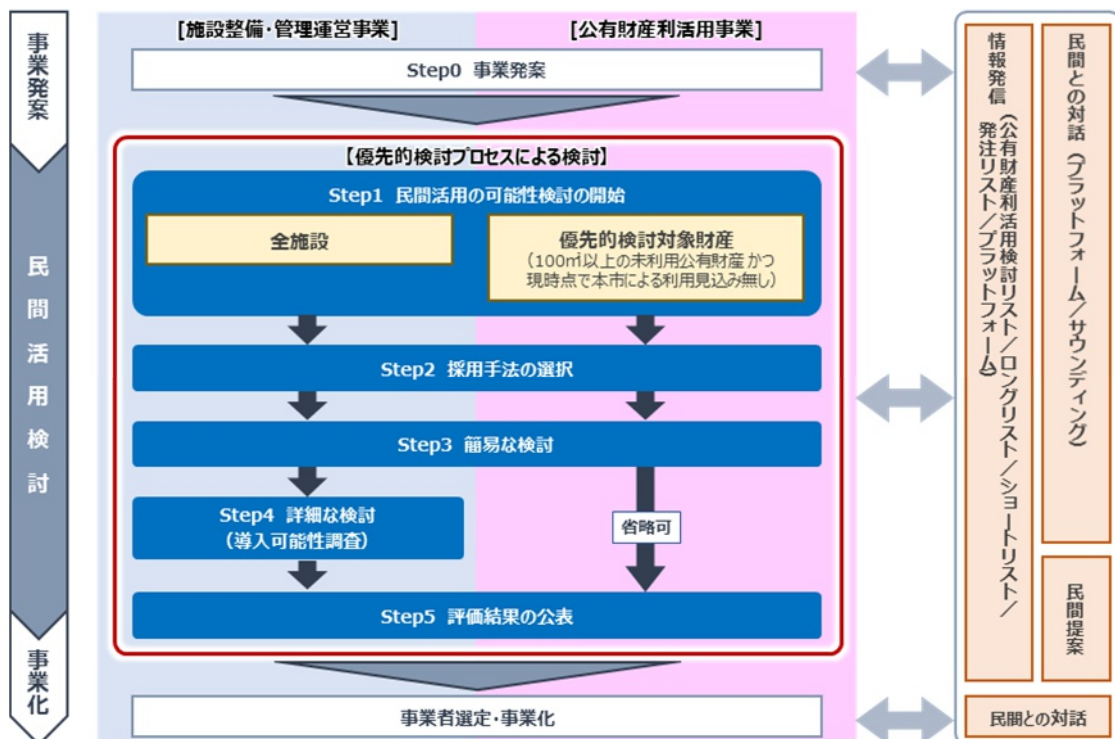 事業発案
民間活用検討
事業化
[施設整備・管理運営事業]
[公有財産利活用事業]
Step0 事業発案
【優先的検討プロセスによる検討】
Step1 民間活用の可能性検討の開始
全施設
優先的検討対象財産
(100㎡以上の未利用公有財産 かつ
現時点で本市による利用見込み無し)
Step2 採用手法の選択
Step3 簡易な検討
Step4 詳細な検討
(導入可能性調査)
省略可
Step5 評価結果の公表
事業者選定・事業化
民間との対話（プラットフォーム／サウンディング）
情報発信（公有財産利活用検討リスト／ロングリスト／ショートリスト／
発注リスト／プラットフォーム）
民間提案
民間との対話